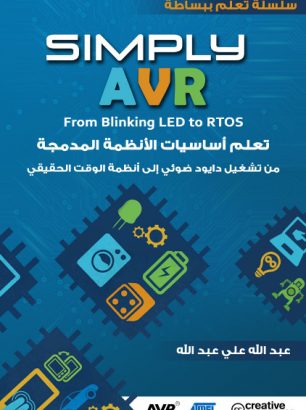 سلسلة تعلم ببساطة
SIMPLY
AVR
From Blinking LED to RTOS
تعلم أساسيات الأنظمة المدمجة
من تشغيل دايود ضوئي إلى أنظمة الوقت الحقيقي
عبد الله علي عبد الله
AVR
ATMEL
creative